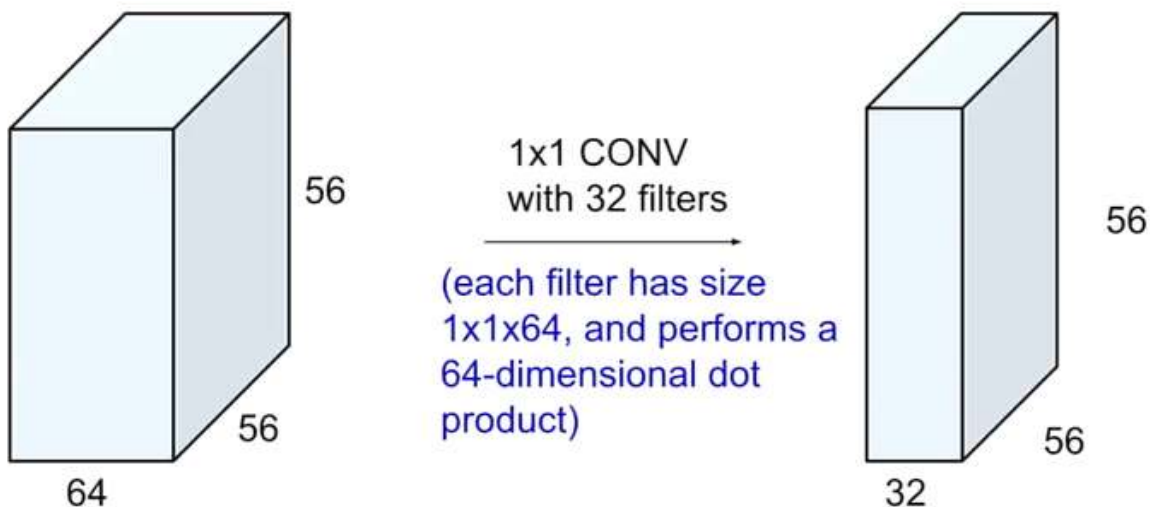 56
56
64
1x1 CONV
with 32 filters
(each filter has size
1x1x64, and performs a
64-dimensional dot
product)
56
56
32